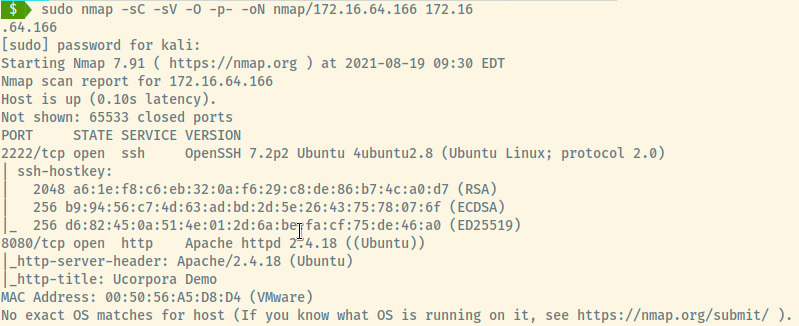 $ sudo nmap -sC -sV -O -p- -oN nmap/172.16.64.166 172.16
.64.166
[sudo] password for kali:
Starting Nmap 7.91 ( https://nmap.org ) at 2021-08-19 09:30 EDT
Nmap scan report for 172.16.64.166
Host is up (0.10s latency).
Not shown: 65533 closed ports
PORT     STATE SERVICE VERSION
2222/tcp open  ssh     OpenSSH 7.2p2 Ubuntu 4ubuntu2.8 (Ubuntu Linux; protocol 2.0)
| ssh-hostkey:
|   2048 a6:1e:f8:c6:eb:32:0a:f6:29:c8:de:86:b7:4c:a0:d7 (RSA)
|   256 b9:94:56:c7:4d:63:ad:bd:2d:5e:26:43:75:78:07:6f (ECDSA)
|_  256 d6:82:45:0a:51:4e:01:2d:6a:be:fa:cf:75:de:46:a0 (ED25519)
8080/tcp open  http    Apache httpd 2.4.18 ((Ubuntu))
|_http-server-header: Apache/2.4.18 (Ubuntu)
|_http-title: Ucorpora Demo
MAC Address: 00:50:56:A5:D8:D4 (VMware)
No exact OS matches for host (If you know what OS is running on it, see https://nmap.org/submit/ ).